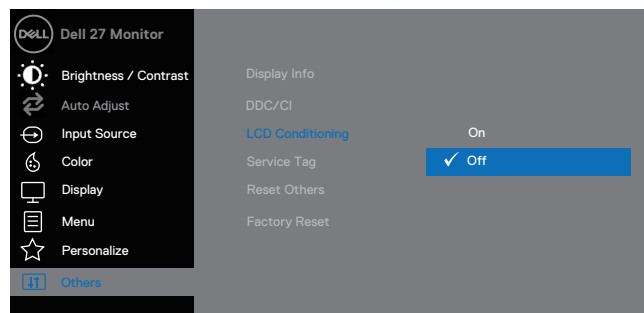 DELL Dell 27 Monitor
Brightness / Contrast
Display Info
Auto Adjust
DDC/CI
Input Source
LCD Conditioning
On
Color
Service Tag
Off
Display
Reset Others
Menu
Factory Reset
Personalize
Others